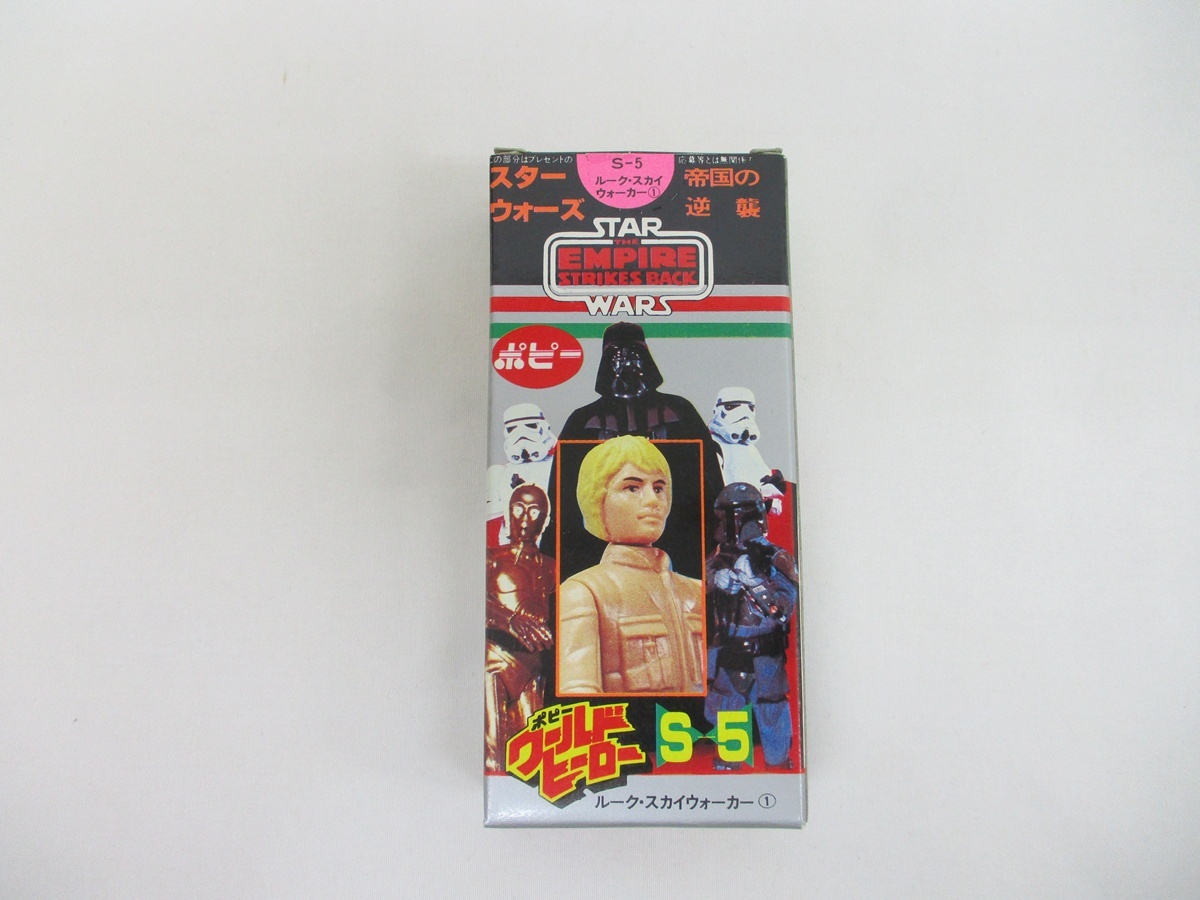 の部分はプレゼントの
S-5
ルーク・スカイ
ウォーカー①
応募等とは無関係
スター
ウォーズ
帝国の
逆襲
STAR
THE
EMPIRE
STRIKES BACK
WARS
ポピー
ポピー
ワールド
ヒーロー
S-5
ルーク・スカイウォーカー①